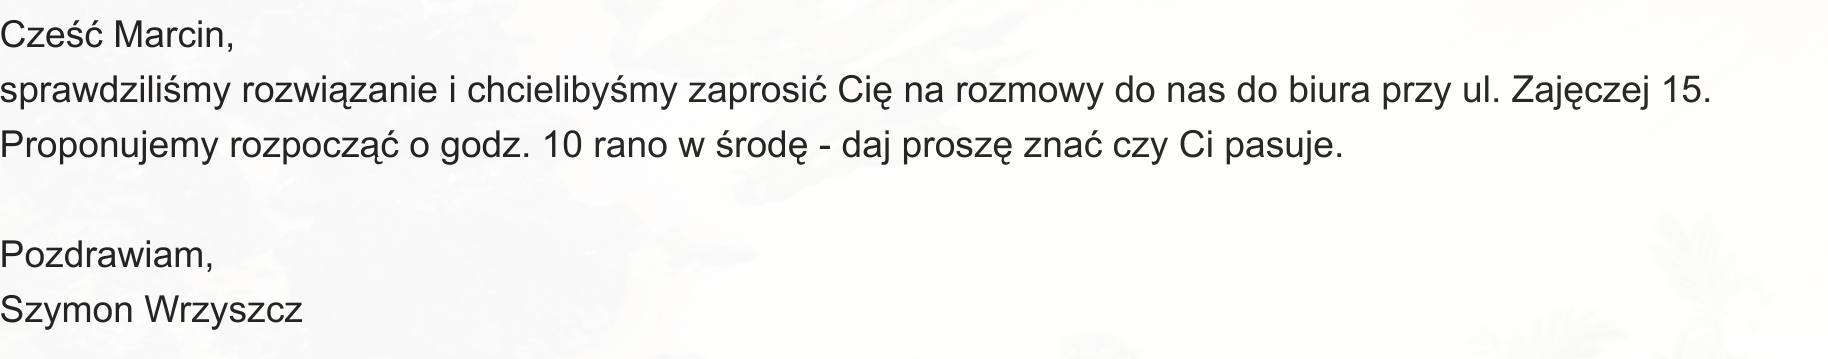 Cześć Marcin,
sprawdziliśmy rozwiązanie i chcielibyśmy zaprosić Cię na rozmowy do nas do biura przy ul. Zajęczej 15.
Proponujemy rozpocząć o godz. 10 rano w środę - daj proszę znać czy Ci pasuje.
Pozdrawiam,
Szymon Wrzyszcz